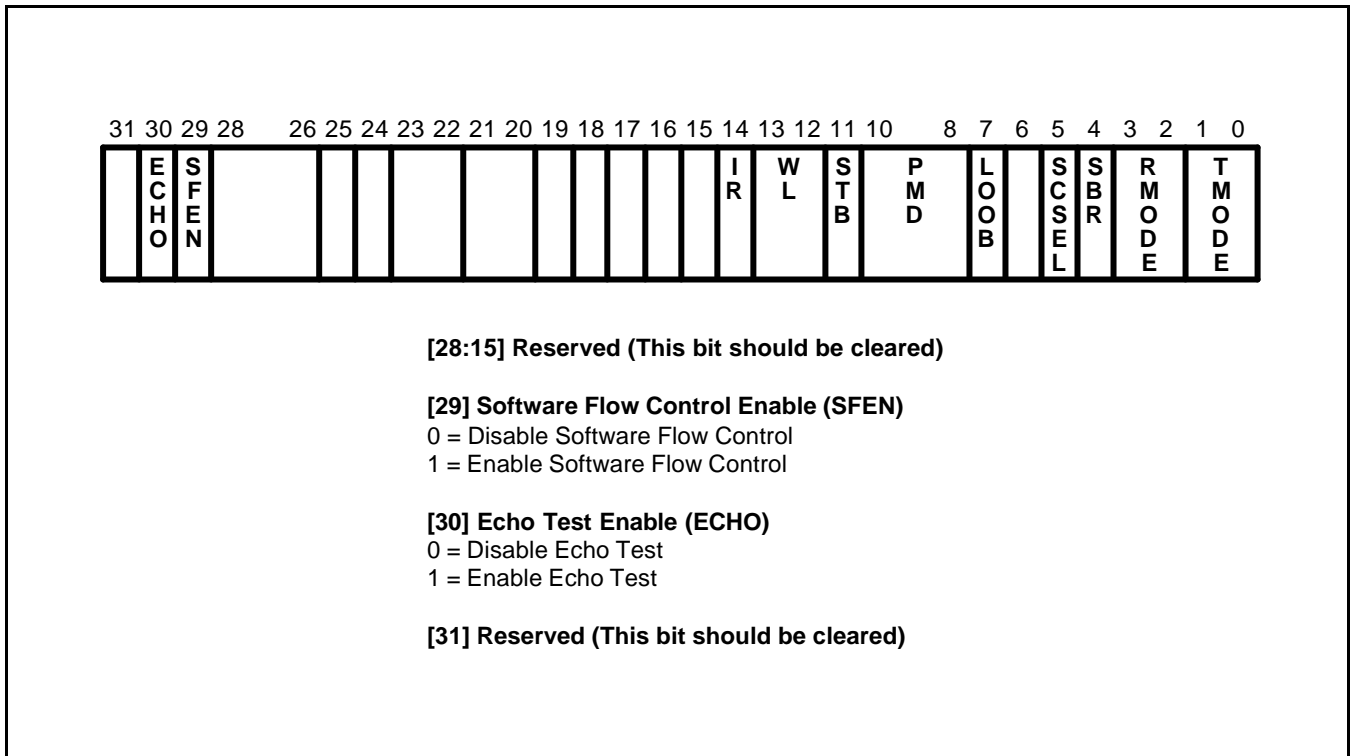 31 30 29 28 26 25 24 23 22 21 20 19 18 17 16 15 14 13 12 11 10 8 7 6 5 4 3 2 1 0
ECHO SFEN IR WL STB PMD LOOB SCSEL SBR RMODE TMODE
[28:15] Reserved (This bit should be cleared)
[29] Software Flow Control Enable (SFEN)
0 = Disable Software Flow Control
1 = Enable Software Flow Control
[30] Echo Test Enable (ECHO)
0 = Disable Echo Test
1 = Enable Echo Test
[31] Reserved (This bit should be cleared)